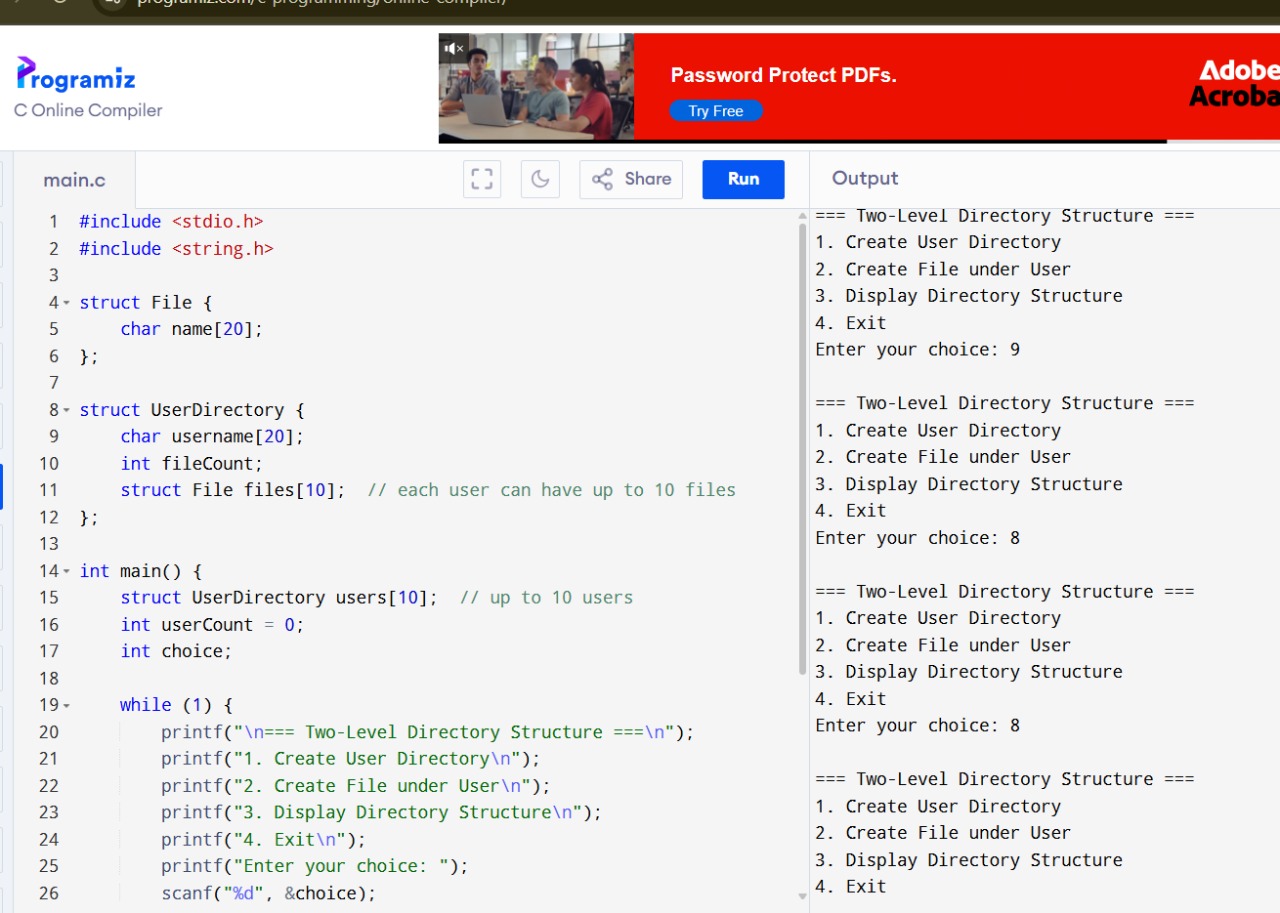 programiz.com/c-programming/online-compiler/
Programiz
C Online Compiler
Password Protect PDFs.
Try Free
Adobe
Acroba
main.c
Share
Run
Output
1 #include <stdio.h>
2 #include <string.h>
3
4 struct File {
5 char name[20];
6 };
7
8 struct UserDirectory {
9 char username[20];
10 int fileCount;
11 struct File files[10];  // each user can have up to 10 files
12 };
13
14 int main() {
15 struct UserDirectory users[10];  // up to 10 users
16 int userCount = 0;
17 int choice;
18
19 while (1) {
20 printf("\n=== Two-Level Directory Structure ===\n");
21 printf("1. Create User Directory\n");
22 printf("2. Create File under User\n");
23 printf("3. Display Directory Structure\n");
24 printf("4. Exit\n");
25 printf("Enter your choice: ");
26 scanf("%d", &choice);
=== Two-Level Directory Structure ===
1. Create User Directory
2. Create File under User
3. Display Directory Structure
4. Exit
Enter your choice: 9
=== Two-Level Directory Structure ===
1. Create User Directory
2. Create File under User
3. Display Directory Structure
4. Exit
Enter your choice: 8
=== Two-Level Directory Structure ===
1. Create User Directory
2. Create File under User
3. Display Directory Structure
4. Exit
Enter your choice: 8
=== Two-Level Directory Structure ===
1. Create User Directory
2. Create File under User
3. Display Directory Structure
4. Exit